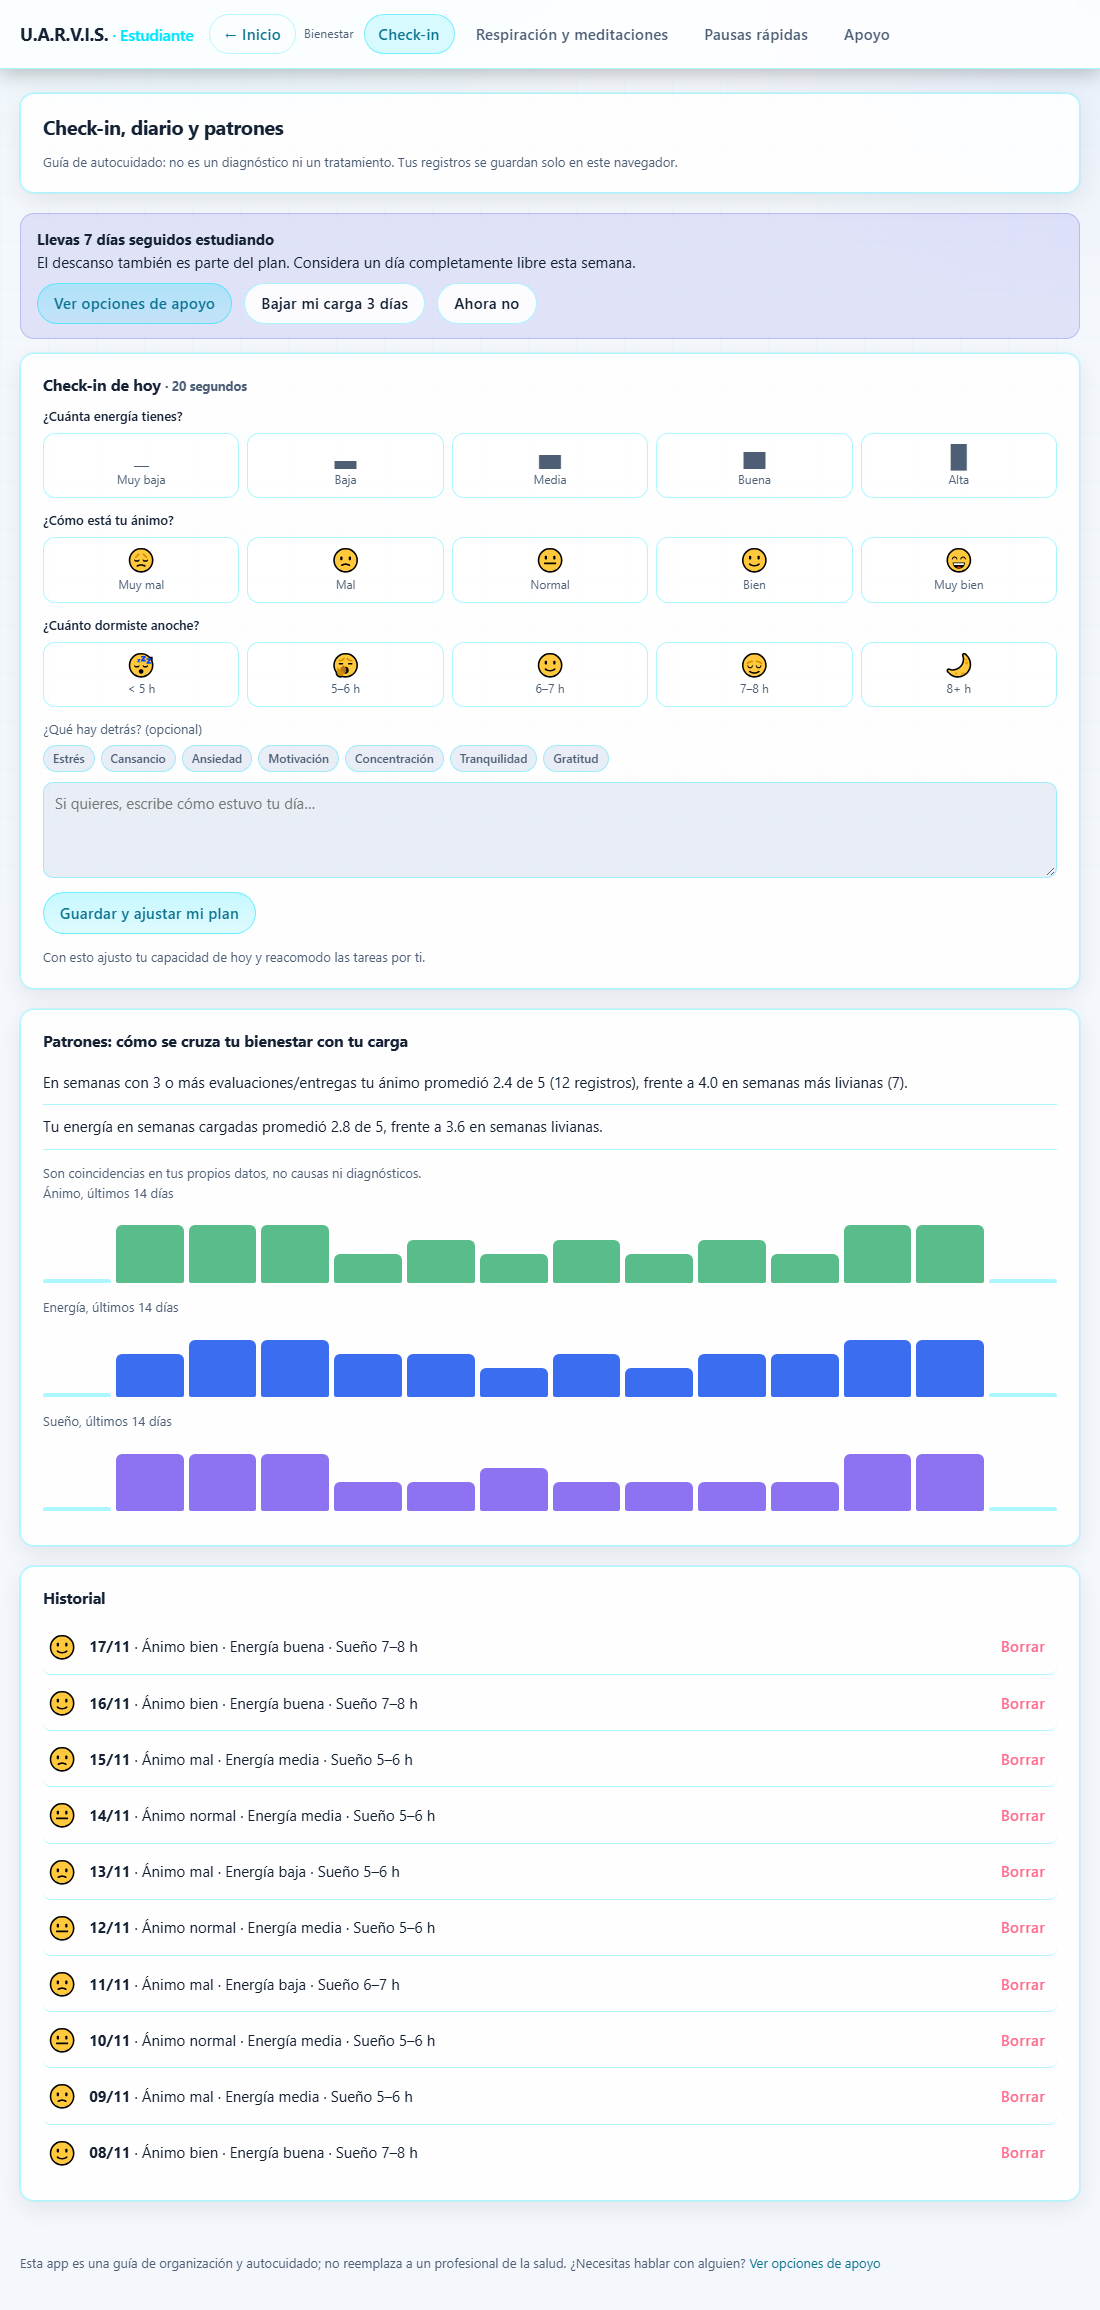 U.A.R.V.I.S. · Estudiante
← Inicio
Bienestar
Check-in
Respiración y meditaciones
Pausas rápidas
Apoyo
Check-in, diario y patrones
Guía de autocuidado: no es un diagnóstico ni un tratamiento. Tus registros se guardan solo en este navegador.
Llevas 7 días seguidos estudiando
El descanso también es parte del plan. Considera un día completamente libre esta semana.
Ver opciones de apoyo
Bajar mi carga 3 días
Ahora no
Check-in de hoy · 20 segundos
¿Cuánta energía tienes?
Muy baja
Baja
Media
Buena
Alta
¿Cómo está tu ánimo?
Muy mal
Mal
Normal
Bien
Muy bien
¿Cuánto dormiste anoche?
< 5 h
5–6 h
6–7 h
7–8 h
8+ h
¿Qué hay detrás? (opcional)
Estrés
Cansancio
Ansiedad
Motivación
Concentración
Tranquilidad
Gratitud
Si quieres, escribe cómo estuvo tu día...
Guardar y ajustar mi plan
Con esto ajusto tu capacidad de hoy y reacomodo las tareas por ti.
Patrones: cómo se cruza tu bienestar con tu carga
En semanas con 3 o más evaluaciones/entregas tu ánimo promedió 2.4 de 5 (12 registros), frente a 4.0 en semanas más livianas (7).
Tu energía en semanas cargadas promedió 2.8 de 5, frente a 3.6 en semanas livianas.
Son coincidencias en tus propios datos, no causas ni diagnósticos.
Ánimo, últimos 14 días
Energía, últimos 14 días
Sueño, últimos 14 días
Historial
17/11 · Ánimo bien · Energía buena · Sueño 7–8 h
Borrar
16/11 · Ánimo bien · Energía buena · Sueño 7–8 h
Borrar
15/11 · Ánimo mal · Energía media · Sueño 5–6 h
Borrar
14/11 · Ánimo normal · Energía media · Sueño 5–6 h
Borrar
13/11 · Ánimo mal · Energía baja · Sueño 5–6 h
Borrar
12/11 · Ánimo normal · Energía media · Sueño 5–6 h
Borrar
11/11 · Ánimo mal · Energía baja · Sueño 6–7 h
Borrar
10/11 · Ánimo normal · Energía media · Sueño 5–6 h
Borrar
09/11 · Ánimo mal · Energía media · Sueño 5–6 h
Borrar
08/11 · Ánimo bien · Energía buena · Sueño 7–8 h
Borrar
Esta app es una guía de organización y autocuidado; no reemplaza a un profesional de la salud. ¿Necesitas hablar con alguien? Ver opciones de apoyo